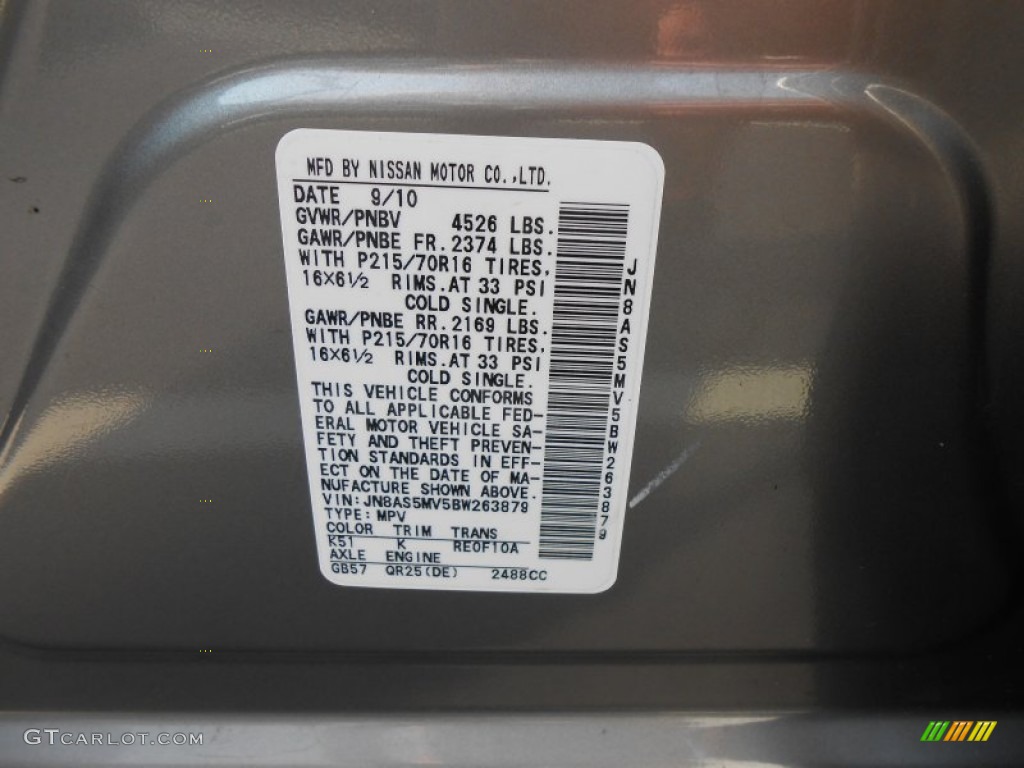 MFD BY NISSAN MOTOR CO.,LTD.
DATE 9/10
GVWR/PNBV 4526 LBS.
GAWR/PNBE FR. 2374 LBS.
WITH P215/70R16 TIRES,
16X6½ RIMS.AT 33 PSI
COLD SINGLE.
GAWR/PNBE RR. 2169 LBS.
WITH P215/70R16 TIRES,
16X6½ RIMS.AT 33 PSI
COLD SINGLE.
THIS VEHICLE CONFORMS
TO ALL APPLICABLE FED-
ERAL MOTOR VEHICLE SA-
FETY AND THEFT PREVEN-
TION STANDARDS IN EFF-
ECT ON THE DATE OF MA-
NUFACTURE SHOWN ABOVE.
VIN:JN8AS5MV5BW263879
TYPE:MPV
COLOR TRIM TRANS
K51 K RE0F10A
AXLE ENGINE
GB57 QR25(DE) 2488CC
JN8AS5MV5BW263879
GTCARLOT.COM